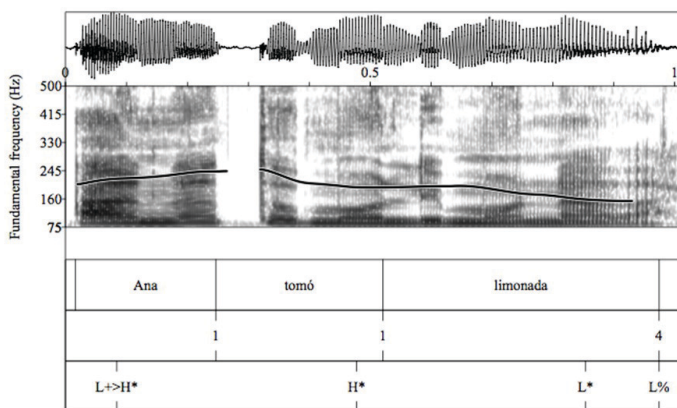 0 0.5 1
Fundamental frequency (Hz)
500
415
330
245
160
75
Ana tomó limonada
1 1 4
L+>H* H* L* L%